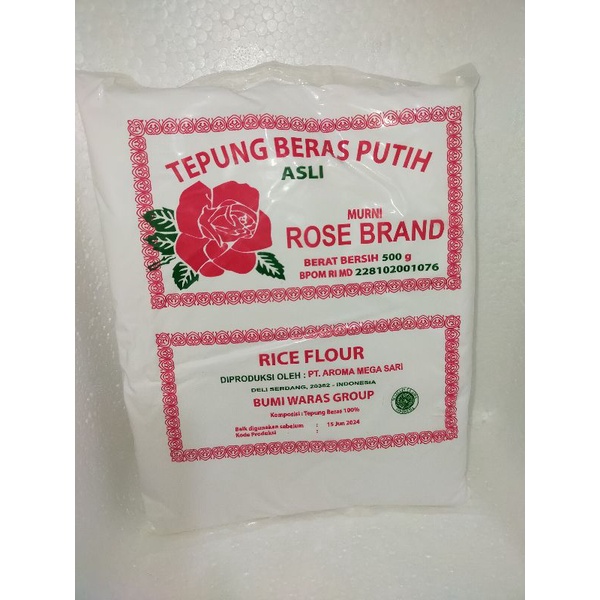 TEPUNG BERAS PUTIH
ASLI
MURNI
ROSE BRAND
BERAT BERSIH 500 g
BPOM RI MD 228102001076
RICE FLOUR
DIPRODUKSI OLEH : PT. AROMA MEGA SARI
DELI SERDANG, 20362 - INDONESIA
BUMI WARAS GROUP
Komposisi : Tepung Beras 100%
Baik digunakan sebelum : 15 Jun 2024
Kode Produksi :